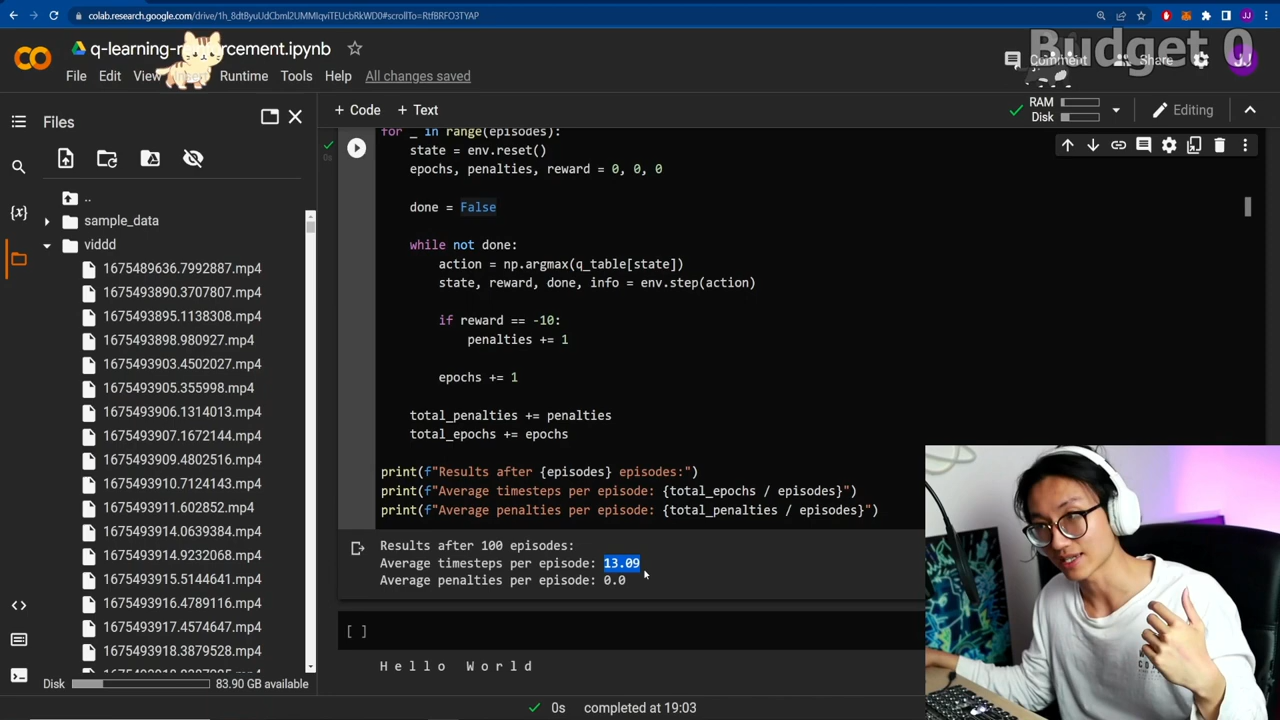 colab.research.google.com/drive/1h_8dtByuUdCbml2UMMIqviTEUcbRkWD0#scrollTo=RtfBRFO3TYAP
JJ
q-learning-reinforcement.ipynb
Budget 0
File Edit View Insert Runtime Tools Help All changes saved
Comment Share JJ
Files
+ Code + Text
RAM
Disk
Editing
..
sample_data
viddd
1675489636.7992887.mp4
1675493890.3707807.mp4
1675493895.1138308.mp4
1675493898.980927.mp4
1675493903.4502027.mp4
1675493905.355998.mp4
1675493906.1314013.mp4
1675493907.1672144.mp4
1675493909.4802516.mp4
1675493910.7124143.mp4
1675493911.602852.mp4
1675493914.0639384.mp4
1675493914.9232068.mp4
1675493915.5144641.mp4
1675493916.4796803.mp4
1675493917.4574647.mp4
1675493918.3879528.mp4
Disk
83.90 GB available
for _ in range(episodes):
state = env.reset()
epochs, penalties, reward = 0, 0, 0
done = False
while not done:
action = np.argmax(q_table[state])
state, reward, done, info = env.step(action)
if reward == -10:
penalties += 1
epochs += 1
total_penalties += penalties
total_epochs += epochs
print(f"Results after {episodes} episodes:")
print(f"Average timesteps per episode: {total_epochs / episodes}")
print(f"Average penalties per episode: {total_penalties / episodes}")
Results after 100 episodes:
Average timesteps per episode: 13.09
Average penalties per episode: 0.0
[ ]
Hello World
0s completed at 19:03